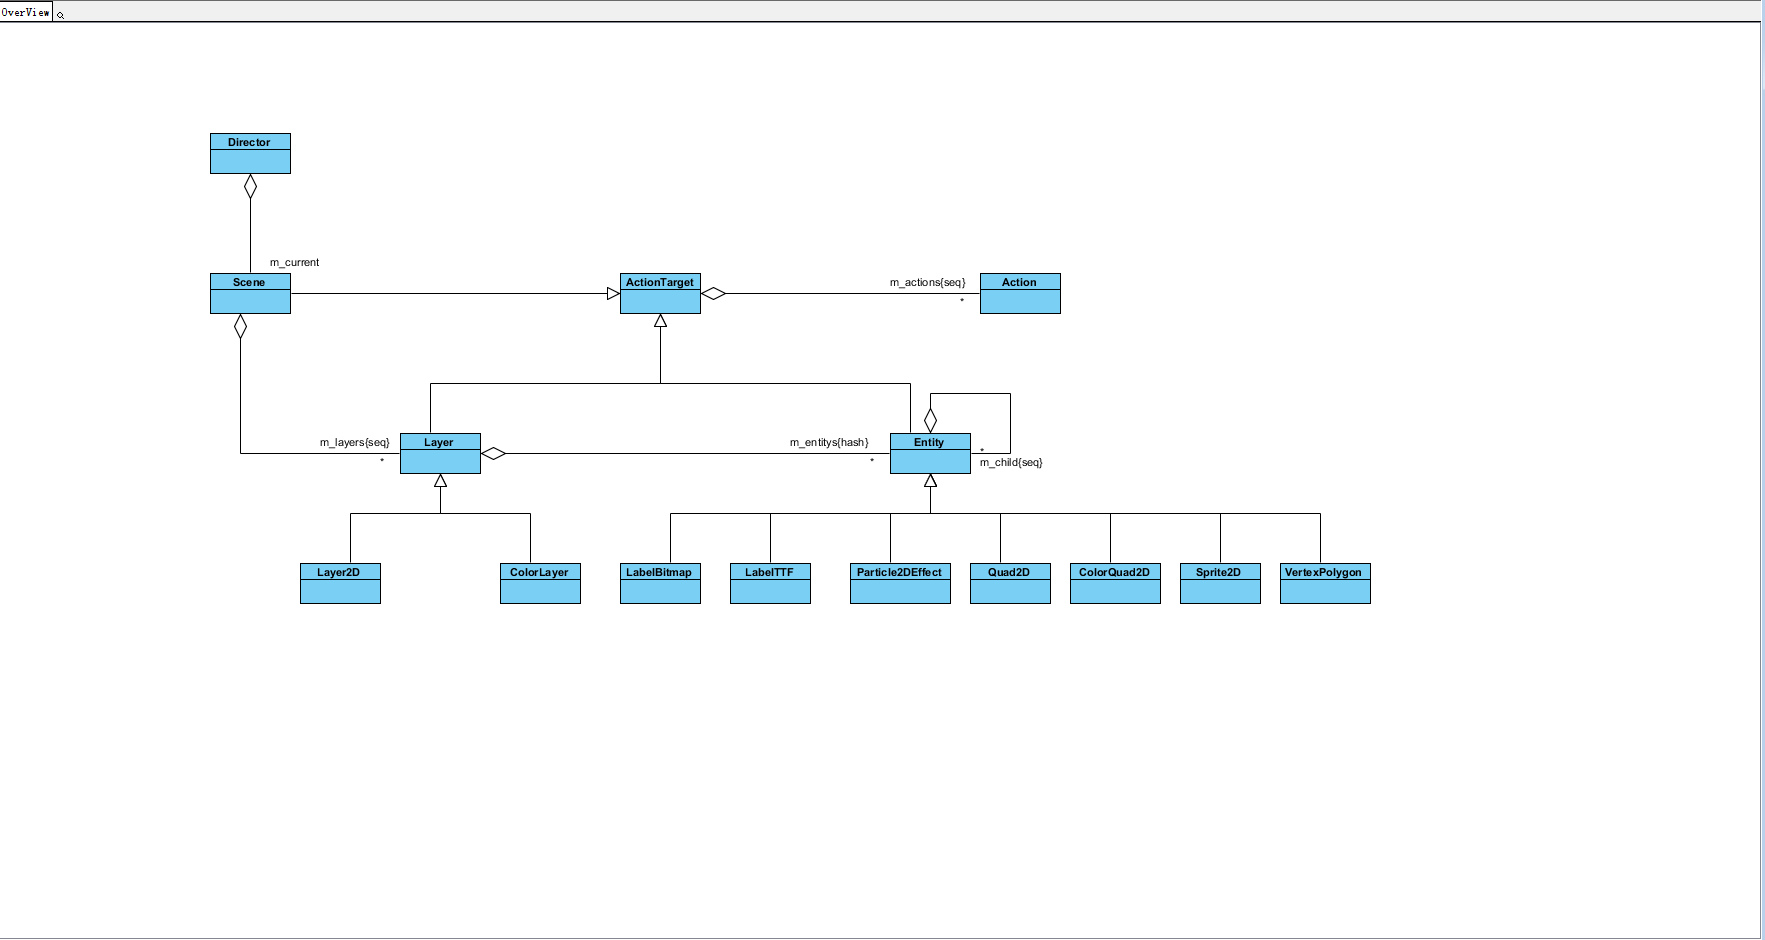 OverView
Director
m_current
Scene
ActionTarget
m_actions{seq}
Action
*
m_layers{seq}
Layer
m_entitys{hash}
Entity
*
*
*
m_child{seq}
Layer2D
ColorLayer
LabelBitmap
LabelTTF
Particle2DEffect
Quad2D
ColorQuad2D
Sprite2D
VertexPolygon